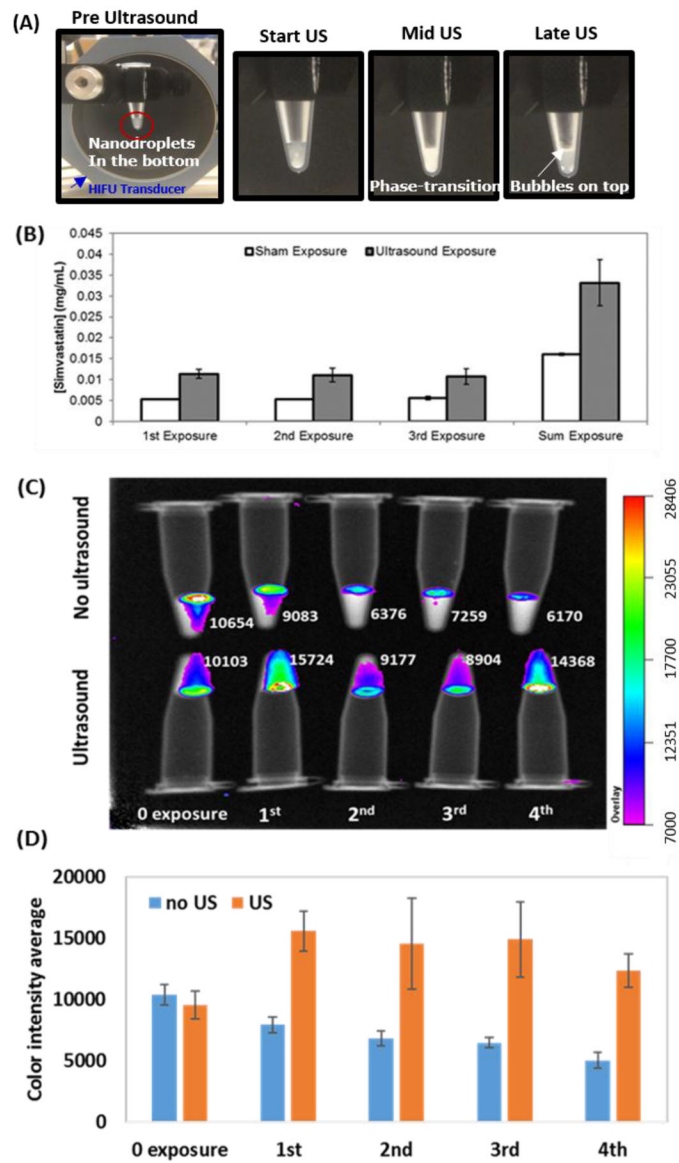 (A)
Pre Ultrasound
Start US
Mid US
Late US
Nanodroplets
In the bottom
HIFU Transducer
Phase-transition
Bubbles on top
(B)
[Simvastatin] (mg/mL)
0.045
0.04
0.035
0.03
0.025
0.02
0.015
0.01
0.005
0
Sham Exposure
Ultrasound Exposure
1st Exposure
2nd Exposure
3rd Exposure
Sum Exposure
(C)
No ultrasound
Ultrasound
10654
9083
6376
7259
6170
10103
15724
9177
8904
14368
0 exposure
1st
2nd
3rd
4th
Overlay
28406
23055
17700
12351
7000
(D)
Color intensity average
20000
15000
10000
5000
0
no US
US
0 exposure
1st
2nd
3rd
4th